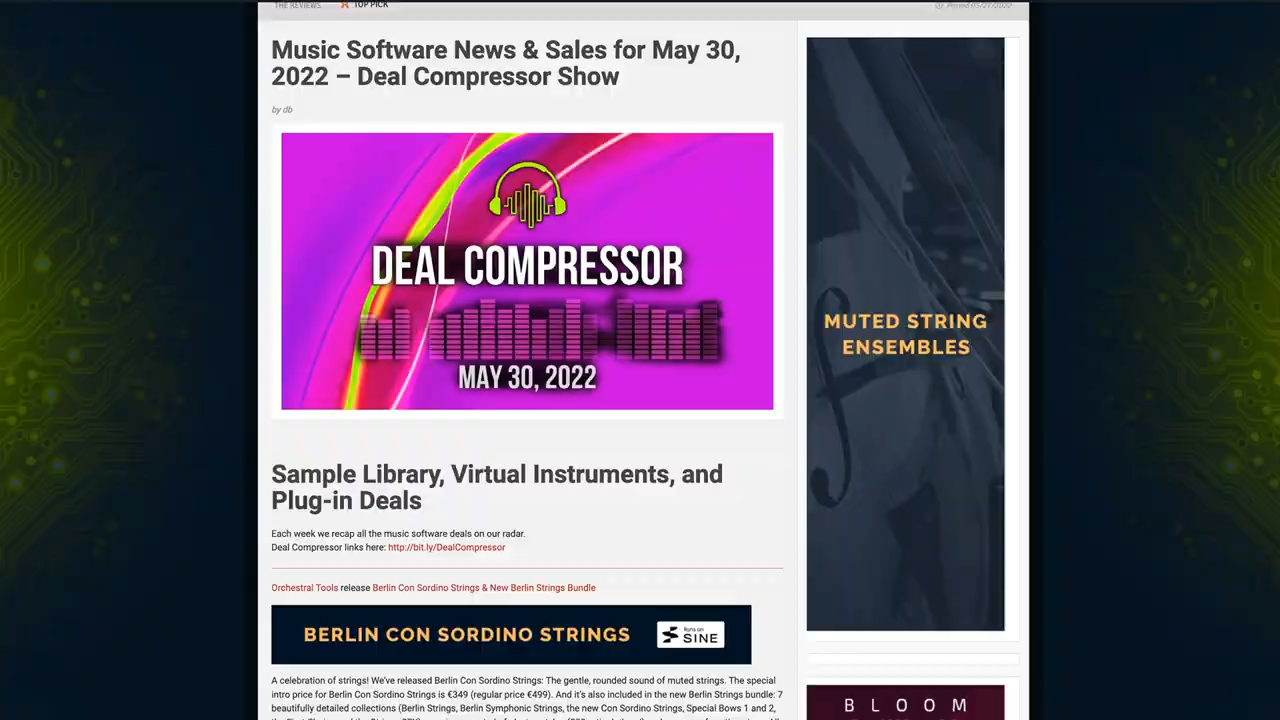 THE REVIEWS
TOP PICK
Music Software News & Sales for May 30,
2022 – Deal Compressor Show
by db
DEAL COMPRESSOR
MAY 30, 2022
Sample Library, Virtual Instruments, and
Plug-in Deals
Each week we recap all the music software deals on our radar.
Deal Compressor links here: http://bit.ly/DealCompressor
Orchestral Tools release Berlin Con Sordino Strings & New Berlin Strings Bundle
BERLIN CON SORDINO STRINGS
Runs on
SINE
A celebration of strings! We've released Berlin Con Sordino Strings: The gentle, rounded sound of muted strings. The special
intro price for Berlin Con Sordino Strings is €349 (regular price €499). And it's also included in the new Berlin Strings bundle: 7
beautifully detailed collections (Berlin Strings, Berlin Symphonic Strings, the new Con Sordino Strings, Special Bows 1 and 2,
MUTED STRING
ENSEMBLES
BLOOM